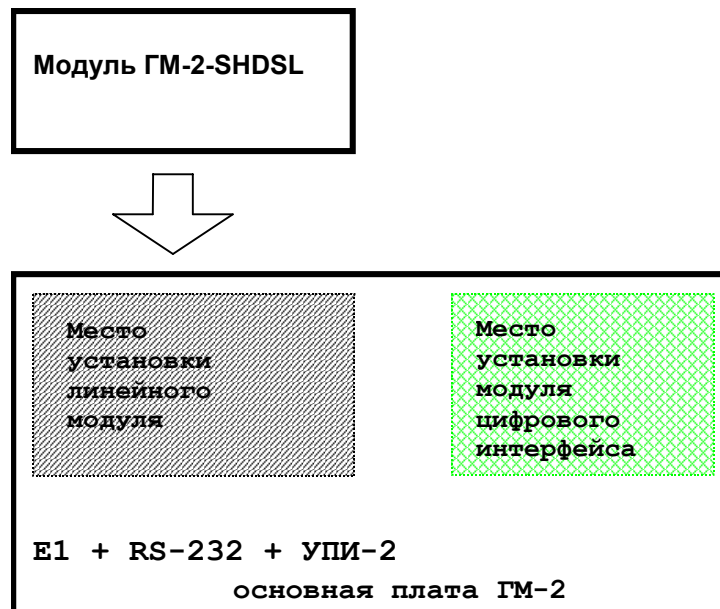 Модуль ГМ-2-SHDSL
Место
установки
линейного
модуля
Место
установки
модуля
цифрового
интерфейса
E1 + RS-232 + УПИ-2
основная плата ГМ-2